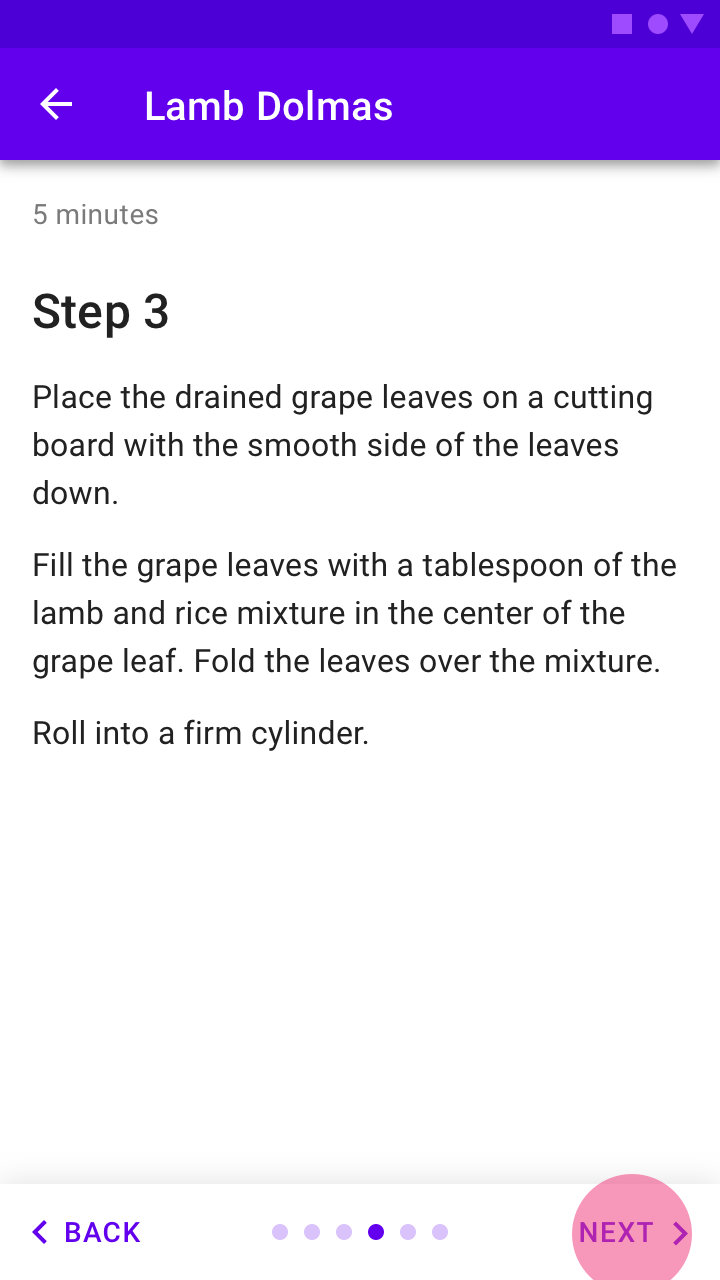 Lamb Dolmas
5 minutes
Step 3
Place the drained grape leaves on a cutting
board with the smooth side of the leaves
down.
Fill the grape leaves with a tablespoon of the
lamb and rice mixture in the center of the
grape leaf. Fold the leaves over the mixture.
Roll into a firm cylinder.
BACK
NEXT